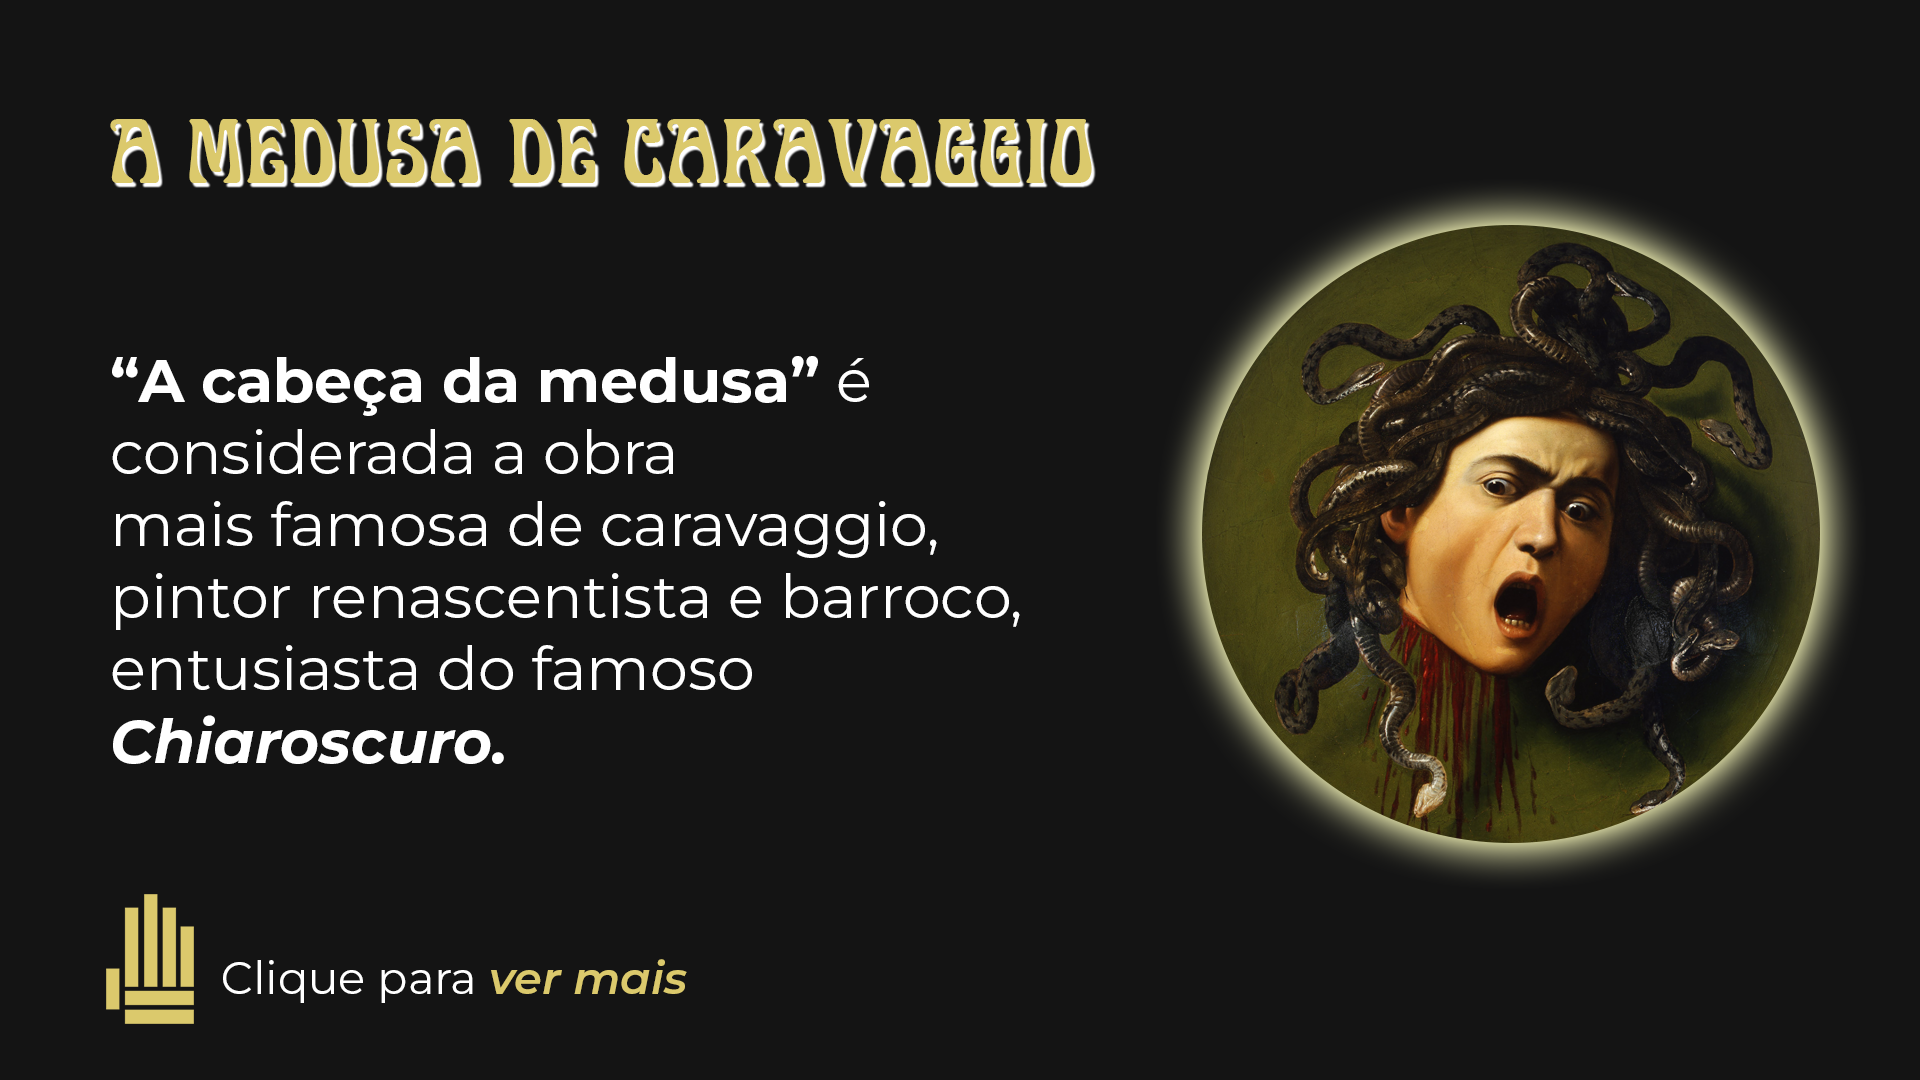 A MEDUSA DE CARAVAGGIO
“A cabeça da medusa” é
considerada a obra
mais famosa de caravaggio,
pintor renascentista e barroco,
entusiasta do famoso
Chiaroscuro.
Clique para ver mais